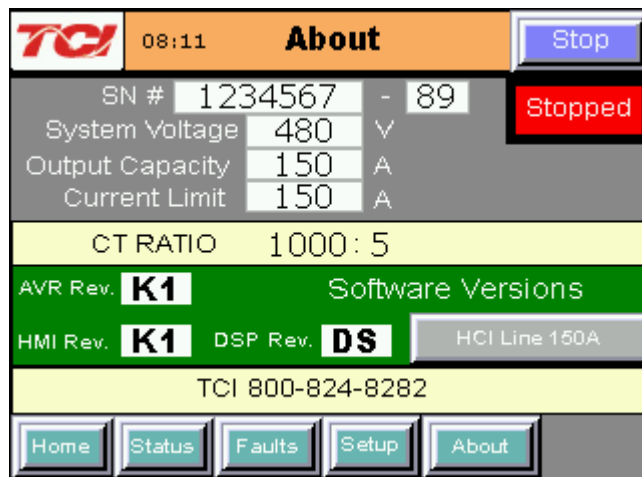 TCI 08:11 About Stop
SN # 1234567 - 89 Stopped
System Voltage 480 V
Output Capacity 150 A
Current Limit 150 A
CT RATIO 1000:5
AVR Rev. K1 Software Versions
HMI Rev. K1 DSP Rev. DS HCI Line 150A
TCI 800-824-8282
Home Status Faults Setup About